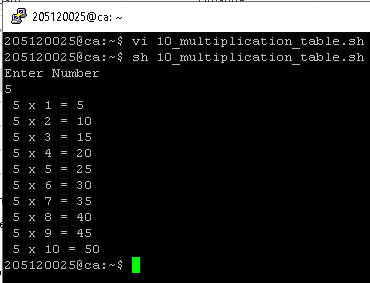 205120025@ca: ~
205120025@ca:~$ vi 10_multiplication_table.sh
205120025@ca:~$ sh 10_multiplication_table.sh
Enter Number
5
5 x 1 = 5
5 x 2 = 10
5 x 3 = 15
5 x 4 = 20
5 x 5 = 25
5 x 6 = 30
5 x 7 = 35
5 x 8 = 40
5 x 9 = 45
5 x 10 = 50
205120025@ca:~$